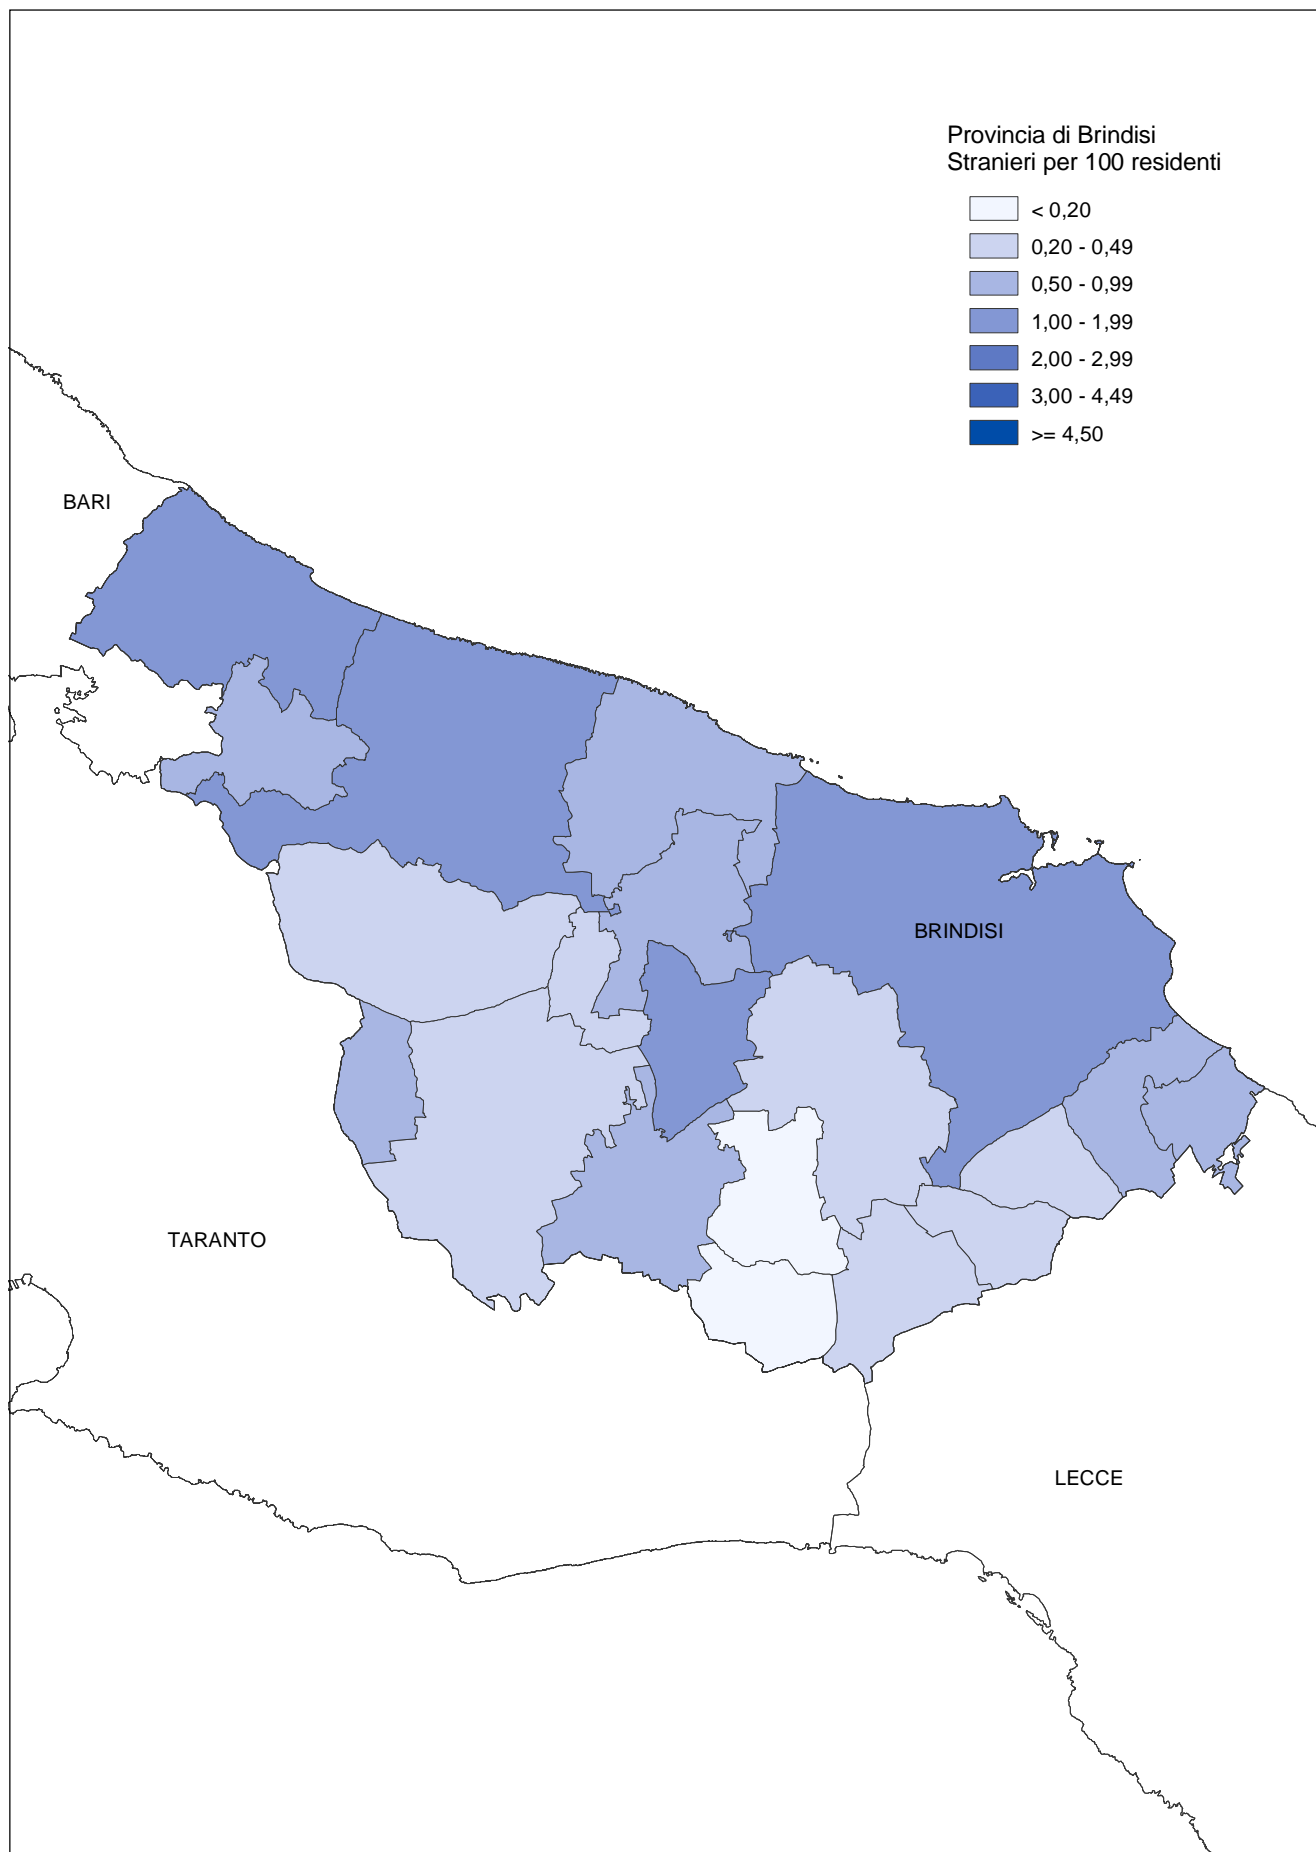 Provincia di Brindisi
Stranieri per 100 residenti
< 0,20
0,20 - 0,49
0,50 - 0,99
1,00 - 1,99
2,00 - 2,99
3,00 - 4,49
>= 4,50
BARI
BRINDISI
TARANTO
LECCE